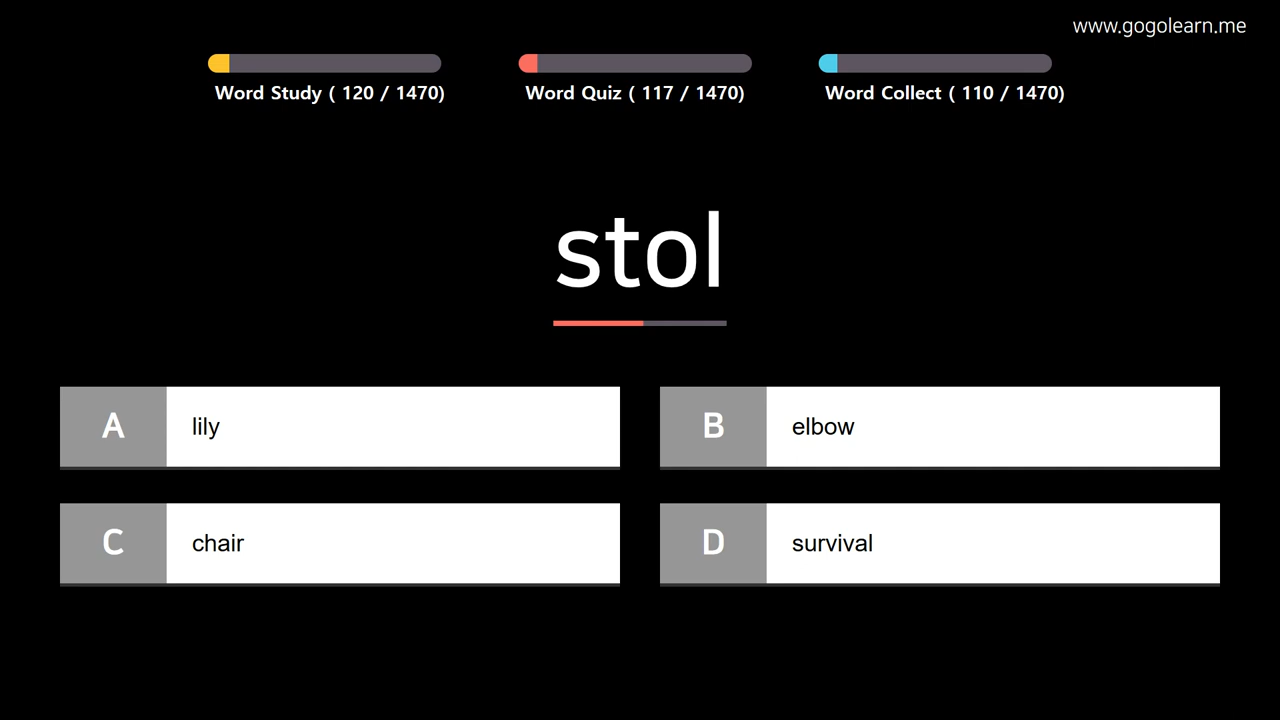 www.gogolearn.me
Word Study ( 120 / 1470)
Word Quiz ( 117 / 1470)
Word Collect ( 110 / 1470)
stol
A lily
B elbow
C chair
D survival